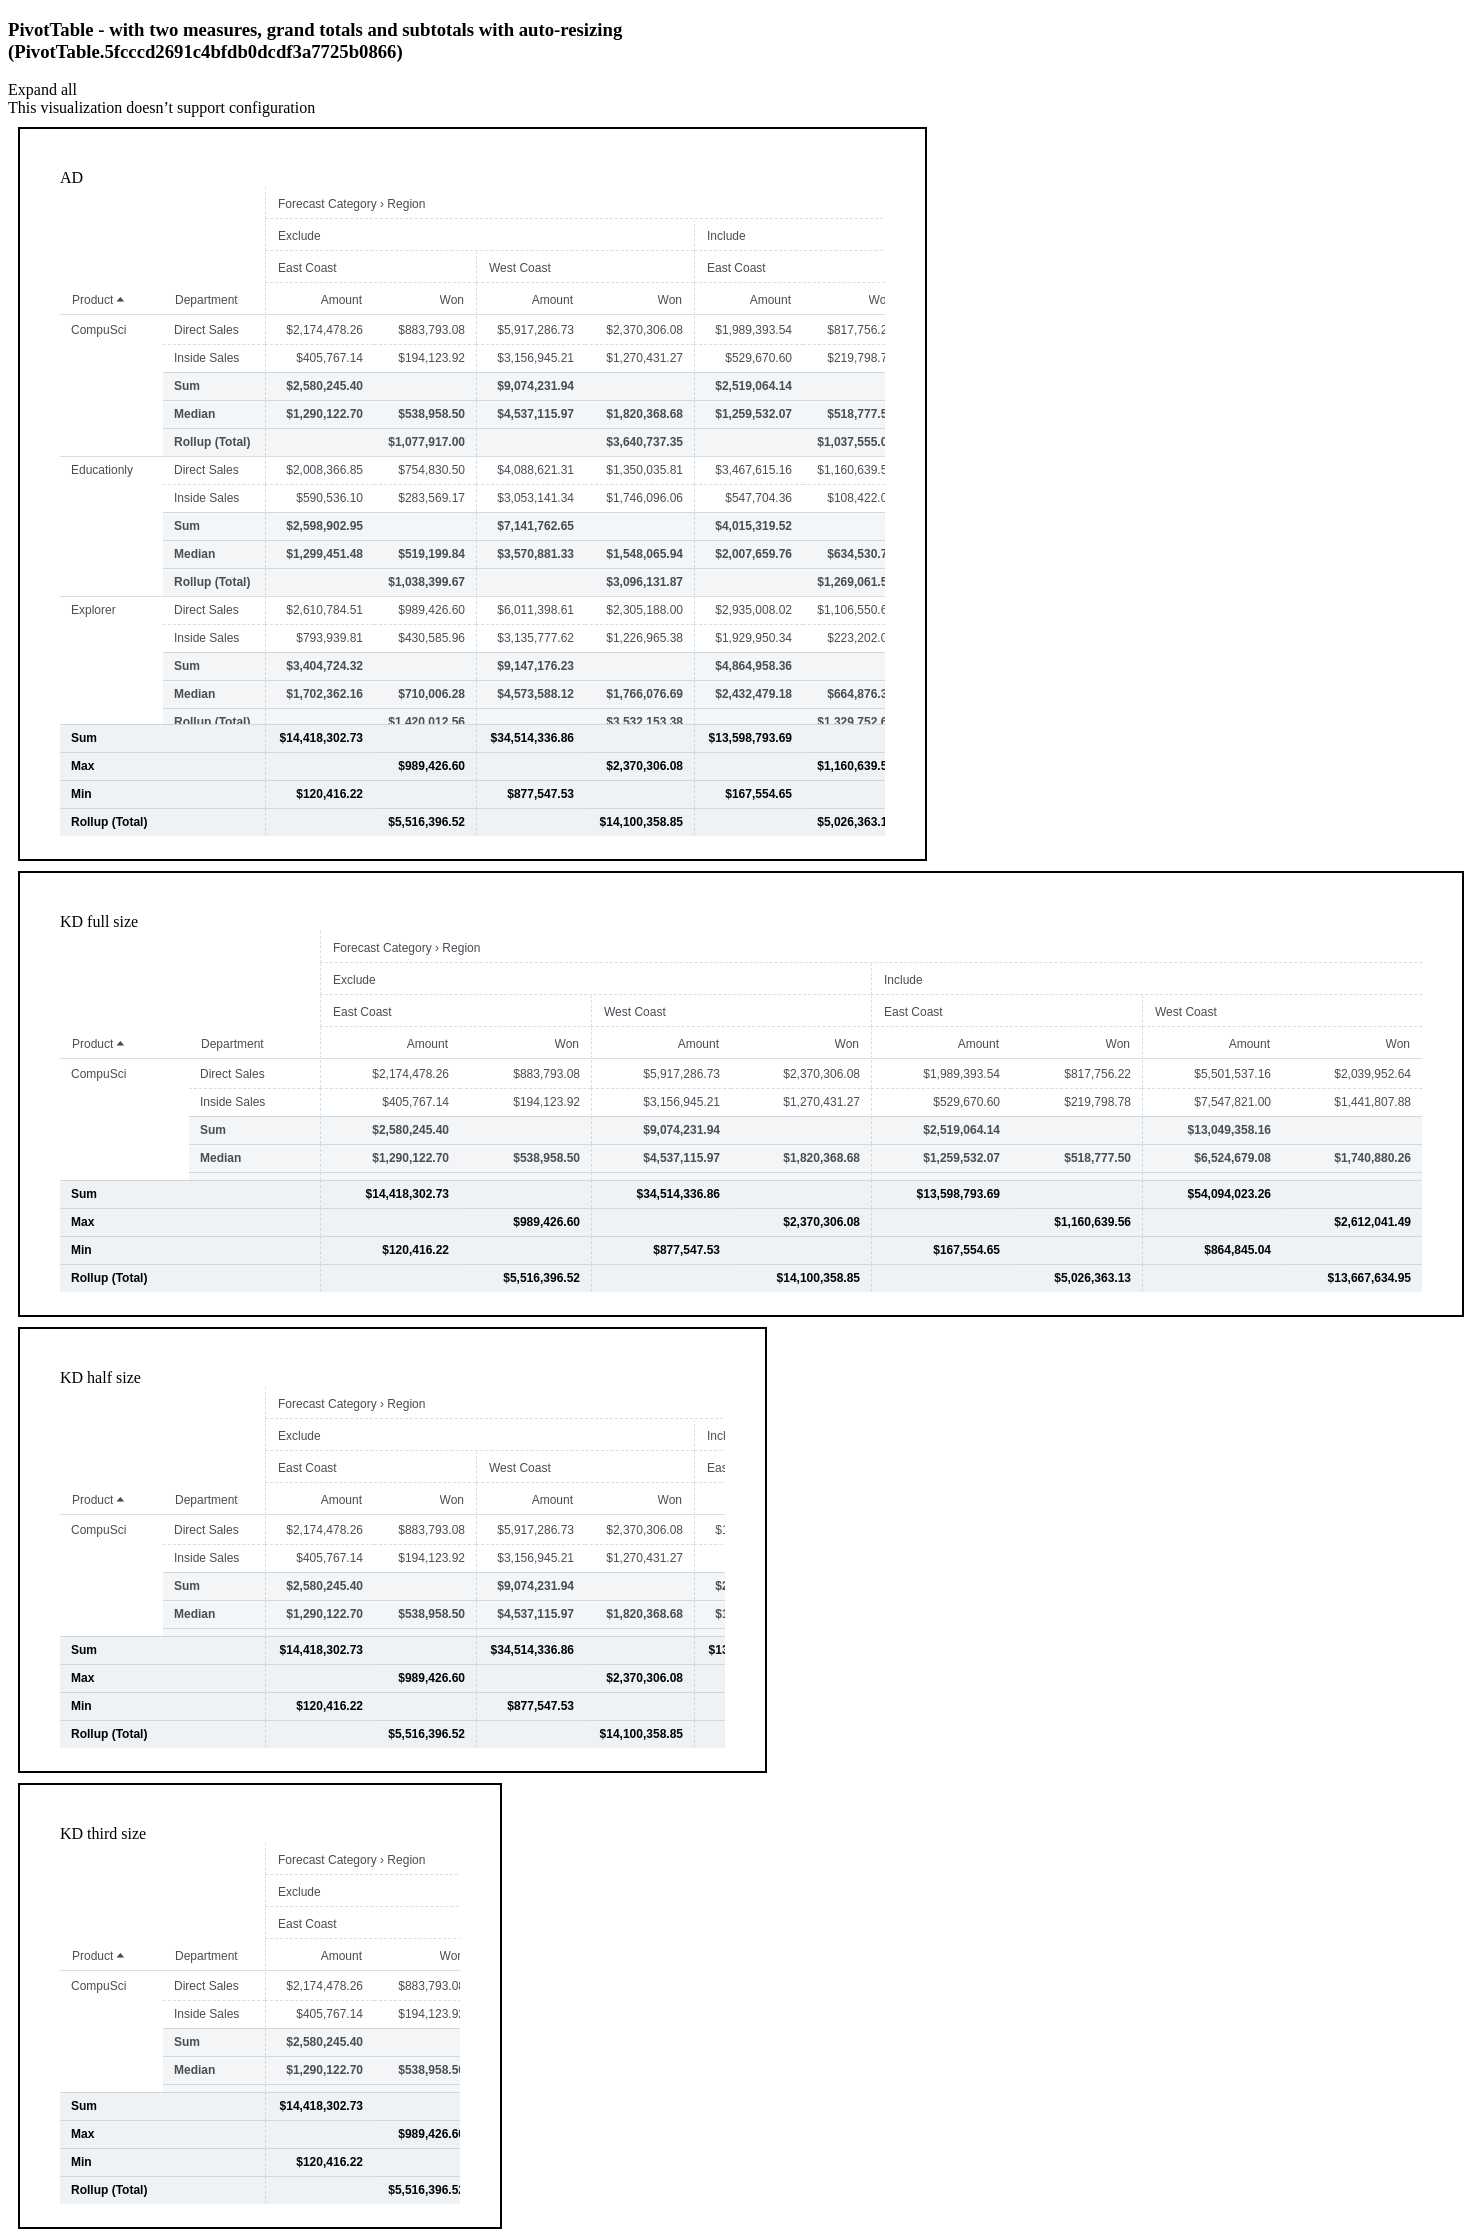 PivotTable - with two measures, grand totals and subtotals with auto-resizing
(PivotTable.5fcccd2691c4bfdb0dcdf3a7725b0866)
Expand all
This visualization doesn’t support configuration
AD
Forecast Category › Region
Exclude Include
East Coast West Coast East Coast
Product Department Amount Won Amount Won Amount
CompuSci Direct Sales $2,174,478.26 $883,793.08 $5,917,286.73 $2,370,306.08 $1,989,393.54 $817,756.2
Inside Sales $405,767.14 $194,123.92 $3,156,945.21 $1,270,431.27 $529,670.60 $219,798.7
Sum $2,580,245.40 $9,074,231.94 $2,519,064.14
Median $1,290,122.70 $538,958.50 $4,537,115.97 $1,820,368.68 $1,259,532.07 $518,777.5
Rollup (Total) $1,077,917.00 $3,640,737.35 $1,037,555.0
Educationly Direct Sales $2,008,366.85 $754,830.50 $4,088,621.31 $1,350,035.81 $3,467,615.16 $1,160,639.5
Inside Sales $590,536.10 $283,569.17 $3,053,141.34 $1,746,096.06 $547,704.36 $108,422.0
Sum $2,598,902.95 $7,141,762.65 $4,015,319.52
Median $1,299,451.48 $519,199.84 $3,570,881.33 $1,548,065.94 $2,007,659.76 $634,530.7
Rollup (Total) $1,038,399.67 $3,096,131.87 $1,269,061.5
Explorer Direct Sales $2,610,784.51 $989,426.60 $6,011,398.61 $2,305,188.00 $2,935,008.02 $1,106,550.6
Inside Sales $793,939.81 $430,585.96 $3,135,777.62 $1,226,965.38 $1,929,950.34 $223,202.0
Sum $3,404,724.32 $9,147,176.23 $4,864,958.36
Median $1,702,362.16 $710,006.28 $4,573,588.12 $1,766,076.69 $2,432,479.18 $664,876.3
Rollup (Total) $1,420,012.56 $3,532,153.38 $1,329,752.6
Sum $14,418,302.73 $34,514,336.86 $13,598,793.69
Max $989,426.60 $2,370,306.08 $1,160,639.5
Min $120,416.22 $877,547.53 $167,554.65
Rollup (Total) $5,516,396.52 $14,100,358.85 $5,026,363.1
KD full size
Forecast Category › Region
Exclude Include
East Coast West Coast East Coast West Coast
Product Department Amount Won Amount Won Amount Won Amount Won
CompuSci Direct Sales $2,174,478.26 $883,793.08 $5,917,286.73 $2,370,306.08 $1,989,393.54 $817,756.22 $5,501,537.16 $2,039,952.64
Inside Sales $405,767.14 $194,123.92 $3,156,945.21 $1,270,431.27 $529,670.60 $219,798.78 $7,547,821.00 $1,441,807.88
Sum $2,580,245.40 $9,074,231.94 $2,519,064.14 $13,049,358.16
Median $1,290,122.70 $538,958.50 $4,537,115.97 $1,820,368.68 $1,259,532.07 $518,777.50 $6,524,679.08 $1,740,880.26
Sum $14,418,302.73 $34,514,336.86 $13,598,793.69 $54,094,023.26
Max $989,426.60 $2,370,306.08 $1,160,639.56 $2,612,041.49
Min $120,416.22 $877,547.53 $167,554.65 $864,845.04
Rollup (Total) $5,516,396.52 $14,100,358.85 $5,026,363.13 $13,667,634.95
KD half size
Forecast Category › Region
Exclude Incl
East Coast West Coast Eas
Product Department Amount Won Amount Won
CompuSci Direct Sales $2,174,478.26 $883,793.08 $5,917,286.73 $2,370,306.08 $1
Inside Sales $405,767.14 $194,123.92 $3,156,945.21 $1,270,431.27
Sum $2,580,245.40 $9,074,231.94 $2
Median $1,290,122.70 $538,958.50 $4,537,115.97 $1,820,368.68 $1
Sum $14,418,302.73 $34,514,336.86 $13
Max $989,426.60 $2,370,306.08
Min $120,416.22 $877,547.53
Rollup (Total) $5,516,396.52 $14,100,358.85
KD third size
Forecast Category › Region
Exclude
East Coast
Product Department Amount Won
CompuSci Direct Sales $2,174,478.26 $883,793.08
Inside Sales $405,767.14 $194,123.92
Sum $2,580,245.40
Median $1,290,122.70 $538,958.50
Sum $14,418,302.73
Max $989,426.60
Min $120,416.22
Rollup (Total) $5,516,396.52